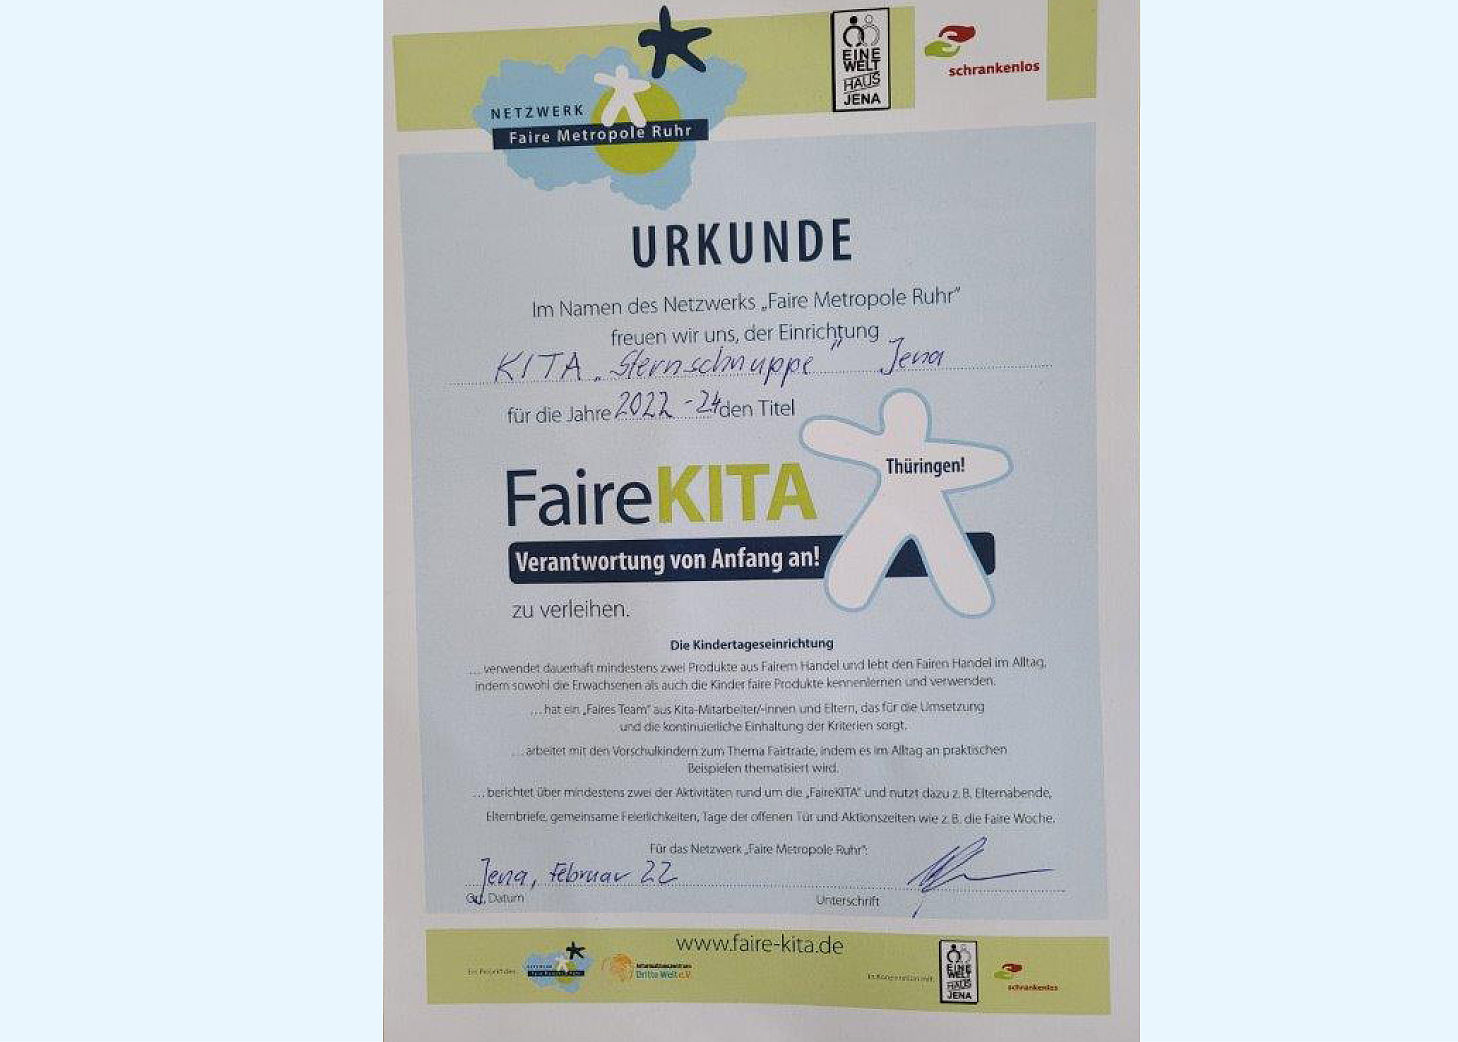 NETZWERK
Faire Metropole Ruhr
EINE
WELT
HAUS
JENA
schrankenlos
URKUNDE
Im Namen des Netzwerks „Faire Metropole Ruhr“
freuen wir uns, der Einrichtung
KITA „Sternschnuppe“ Jena
für die Jahre 2022 - 24 den Titel
Thüringen!
FaireKITA
Verantwortung von Anfang an!
zu verleihen.
Die Kindertageseinrichtung
... verwendet dauerhaft mindestens zwei Produkte aus Fairem Handel und lebt den Fairen Handel im Alltag,
indem sowohl die Erwachsenen als auch die Kinder faire Produkte kennenlernen und verwenden.
... hat ein „Faires Team“ aus Kita-Mitarbeiter/-innen und Eltern, das für die Umsetzung
und die kontinuierliche Einhaltung der Kriterien sorgt.
... arbeitet mit den Vorschulkindern zum Thema Fairtrade, indem es im Alltag an praktischen
Beispielen thematisiert wird.
... berichtet über mindestens zwei der Aktivitäten rund um die „FaireKITA“ und nutzt dazu z. B. Elternabende,
Elternbriefe, gemeinsame Feierlichkeiten, Tage der offenen Tür und Aktionszeiten wie z. B. die Faire Woche.
Für das Netzwerk „Faire Metropole Ruhr“:
Jena, Februar 22
Ort, Datum
Unterschrift
www.faire-kita.de
Ein Projekt des
NETZWERK
Faire Metropole Ruhr
Informationszentrum
Dritte Welt e.V.
In Kooperation mit
EINE
WELT
HAUS
JENA
schrankenlos